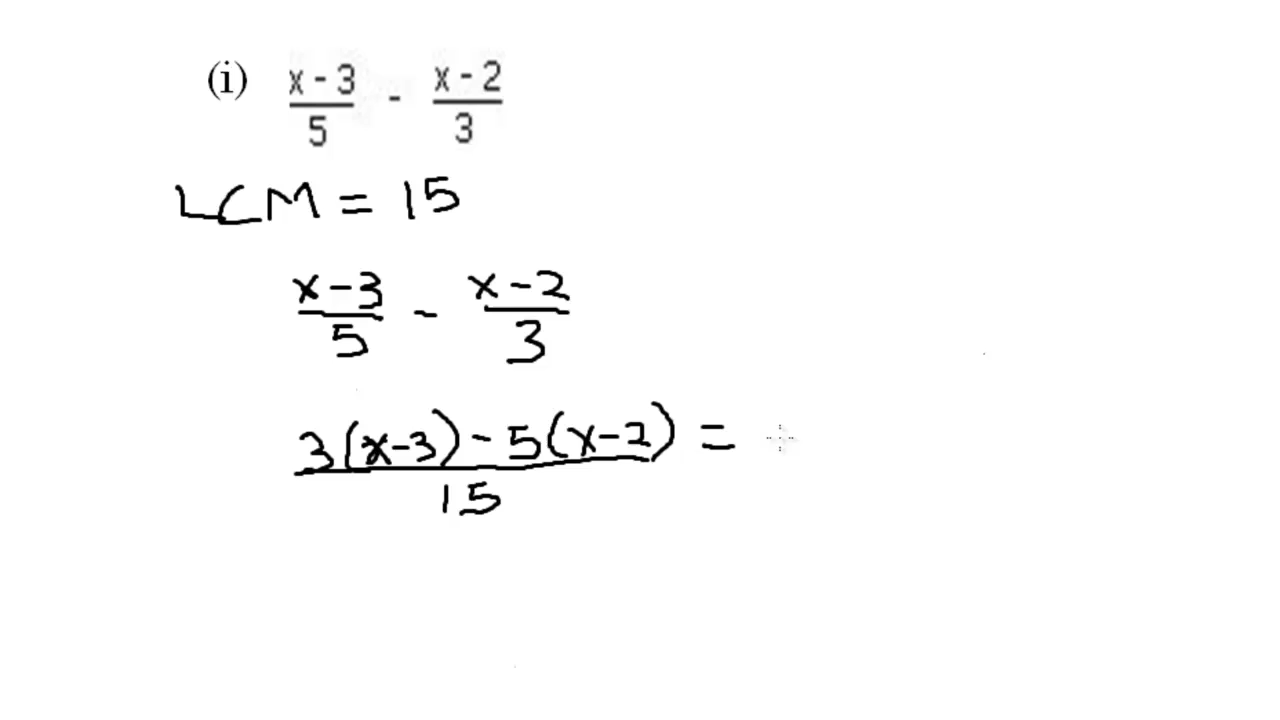 (i) x - 3 / 5 - x - 2 / 3
LCM = 15
x - 3 / 5 - x - 2 / 3
3(x-3) - 5(x-2) / 15 =